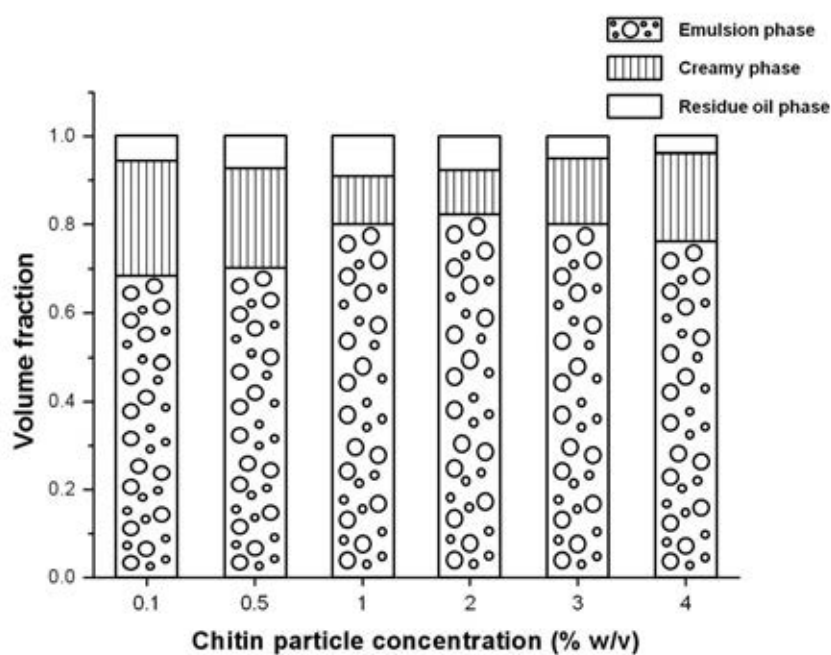 Emulsion phase
Creamy phase
Residue oil phase
1.0
0.8
0.6
0.4
0.2
0.0
Volume fraction
0.1 0.5 1 2 3 4
Chitin particle concentration (% w/v)